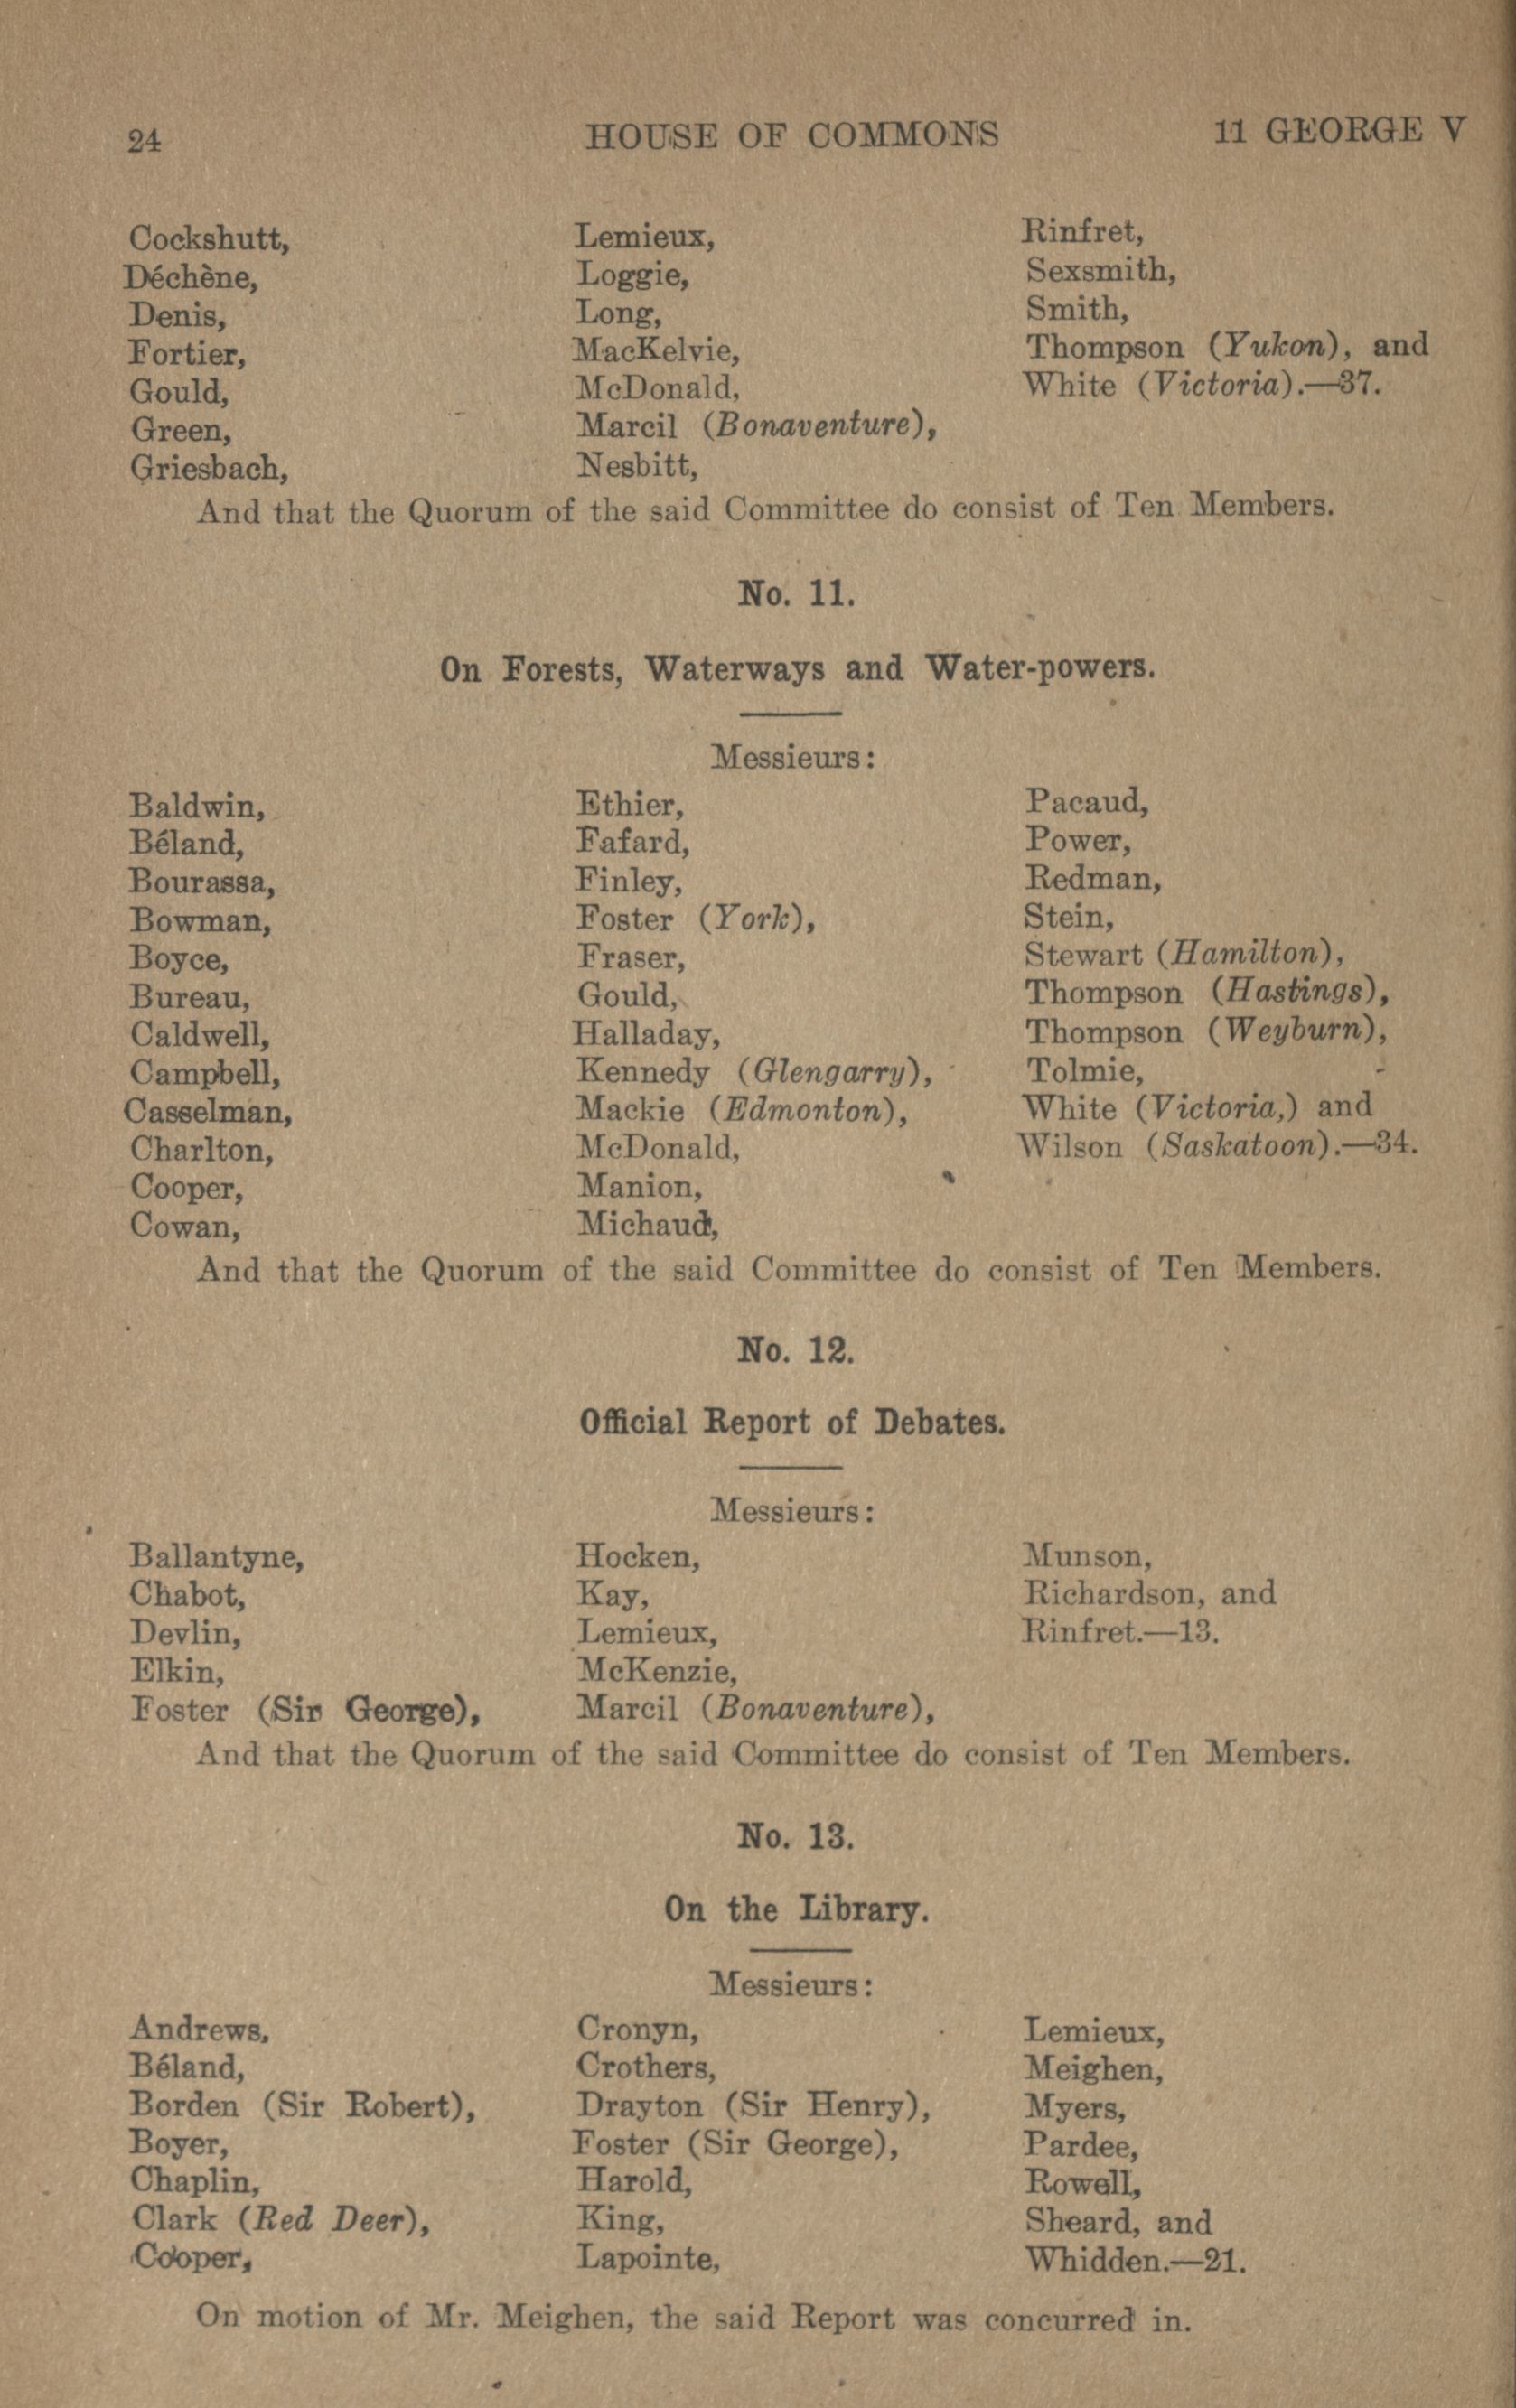 24 HOUSE OF COMMONS 11 GEORGE V
Cockshutt,
Déchène,
Denis,
Fortier,
Gould,
Green,
Griesbach,
Lemieux,
Loggie,
Long,
MacKelvie,
McDonald,
Marcil (Bonaventure),
Nesbitt,
Rinfret,
Sexsmith,
Smith,
Thompson (Yukon), and
White (Victoria).—37.
And that the Quorum of the said Committee do consist of Ten Members.
No. 11.
On Forests, Waterways and Water-powers.
Messieurs:
Baldwin,
Béland,
Bourassa,
Bowman,
Boyce,
Bureau,
Caldwell,
Campbell,
Casselman,
Charlton,
Cooper,
Cowan,
Ethier,
Fafard,
Finley,
Foster (York),
Fraser,
Gould,
Halladay,
Kennedy (Glengarry),
Mackie (Edmonton),
McDonald,
Manion,
Michaud,
Pacaud,
Power,
Redman,
Stein,
Stewart (Hamilton),
Thompson (Hastings),
Thompson (Weyburn),
Tolmie,
White (Victoria,) and
Wilson (Saskatoon).—34.
And that the Quorum of the said Committee do consist of Ten Members.
No. 12.
Official Report of Debates.
Messieurs:
Ballantyne,
Chabot,
Devlin,
Elkin,
Foster (Sir George),
Hocken,
Kay,
Lemieux,
McKenzie,
Marcil (Bonaventure),
Munson,
Richardson, and
Rinfret.—13.
And that the Quorum of the said Committee do consist of Ten Members.
No. 13.
On the Library.
Messieurs:
Andrews,
Béland,
Borden (Sir Robert),
Boyer,
Chaplin,
Clark (Red Deer),
Cooper,
Cronyn,
Crothers,
Drayton (Sir Henry),
Foster (Sir George),
Harold,
King,
Lapointe,
Lemieux,
Meighen,
Myers,
Pardee,
Rowell,
Sheard, and
Whidden.—21.
On motion of Mr. Meighen, the said Report was concurred in.